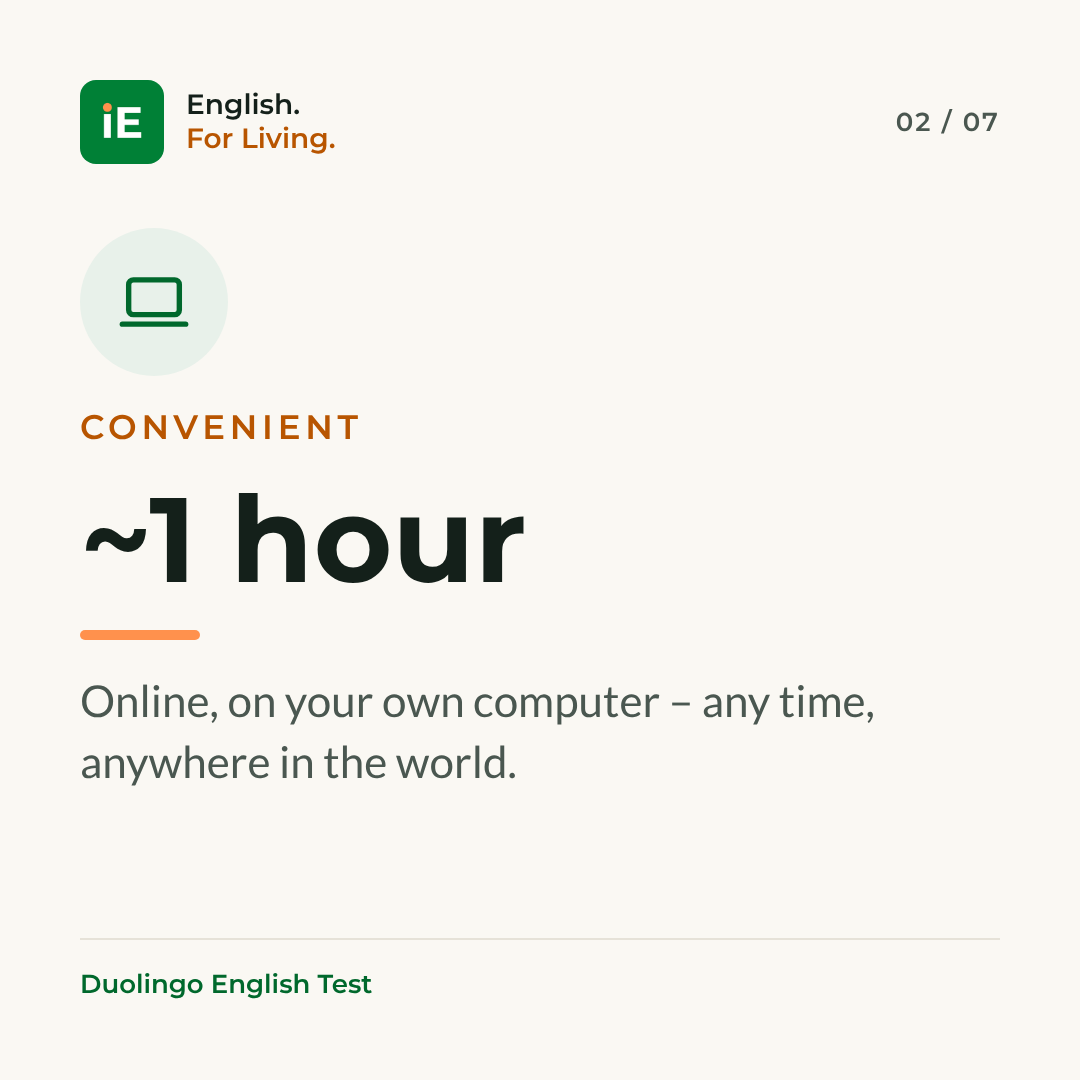 iE
English.
For Living.
02 / 07
CONVENIENT
~1 hour
Online, on your own computer – any time,
anywhere in the world.
Duolingo English Test